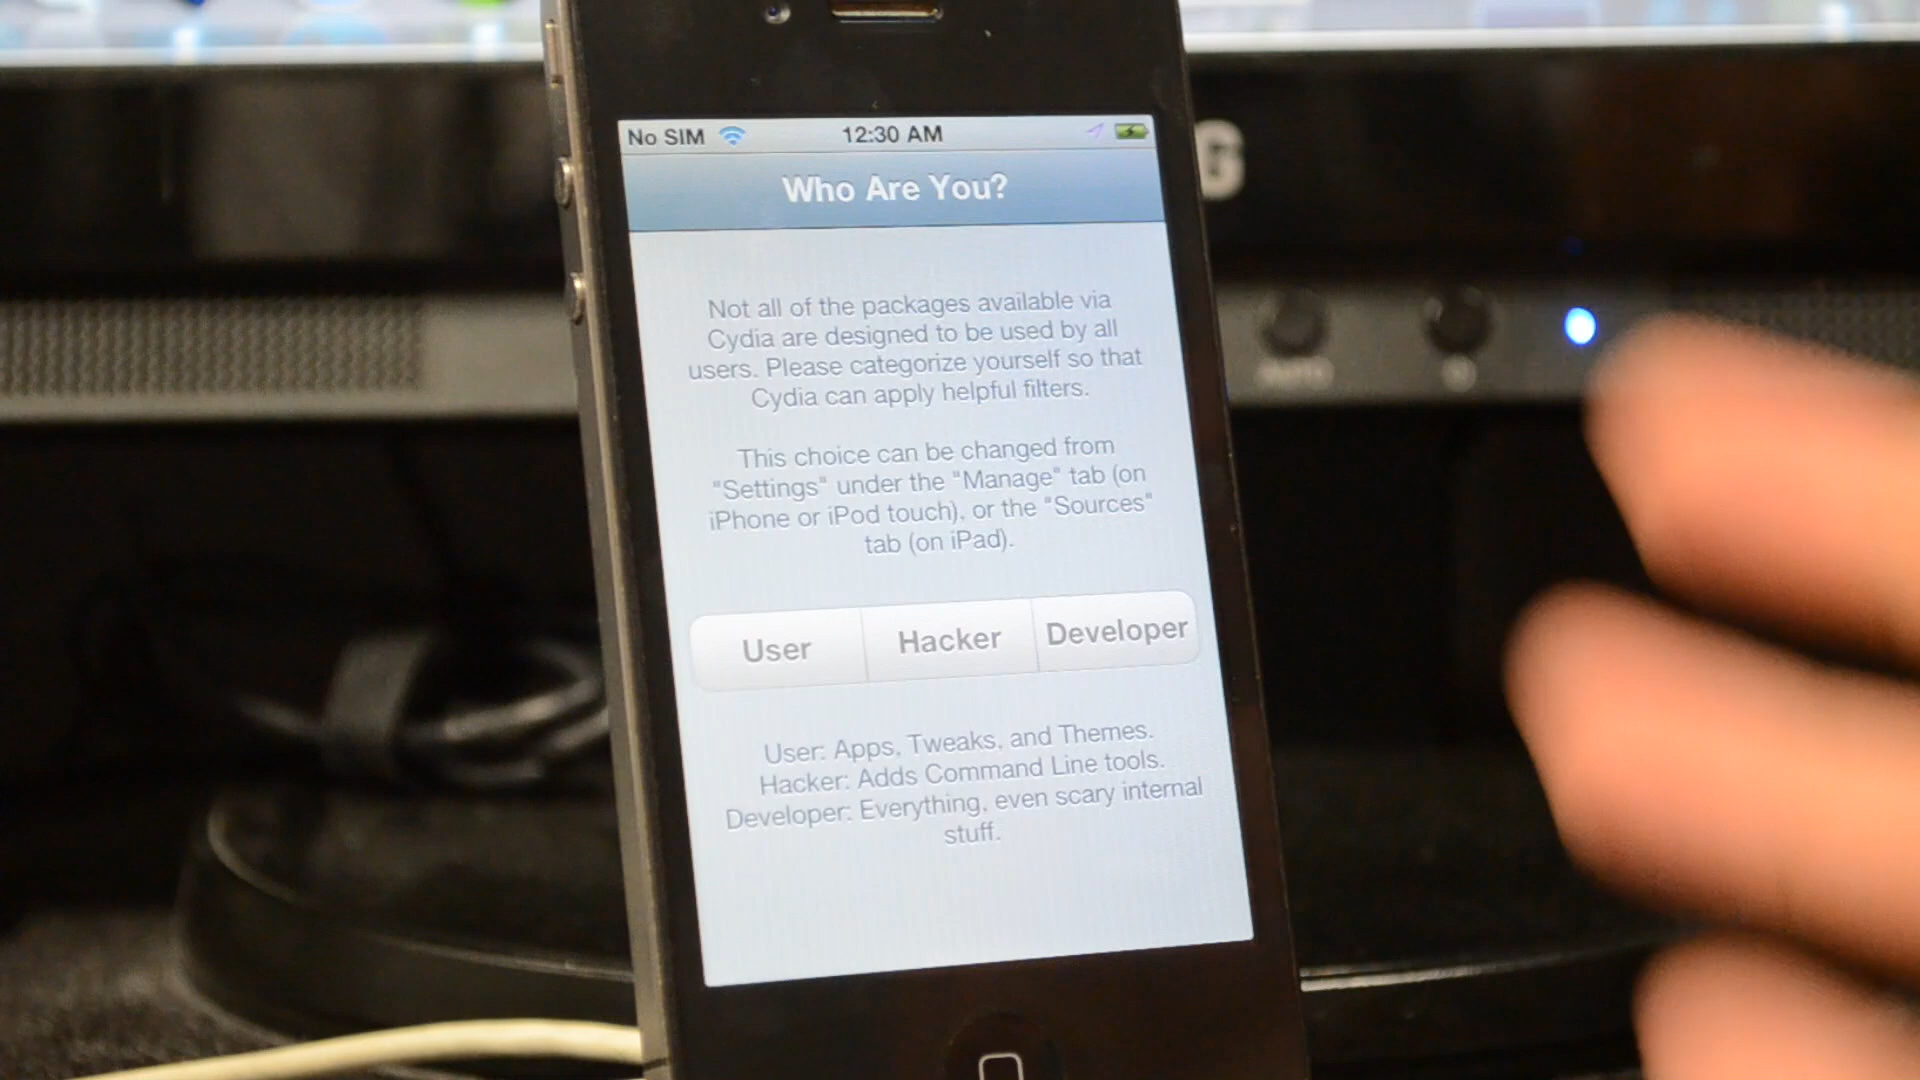 No SIM 12:30 AM
Who Are You?
Not all of the packages available via
Cydia are designed to be used by all
users. Please categorize yourself so that
Cydia can apply helpful filters.
This choice can be changed from
"Settings" under the "Manage" tab (on
iPhone or iPod touch), or the "Sources"
tab (on iPad).
User Hacker Developer
User: Apps, Tweaks, and Themes.
Hacker: Adds Command Line tools.
Developer: Everything, even scary internal
stuff.
G
AUTO